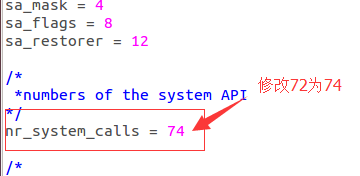 sa_mask = 4
sa_flags = 8
sa_restorer = 12
/*
*numbers of the system API
*/
nr_system_calls = 74
修改72为74
/*